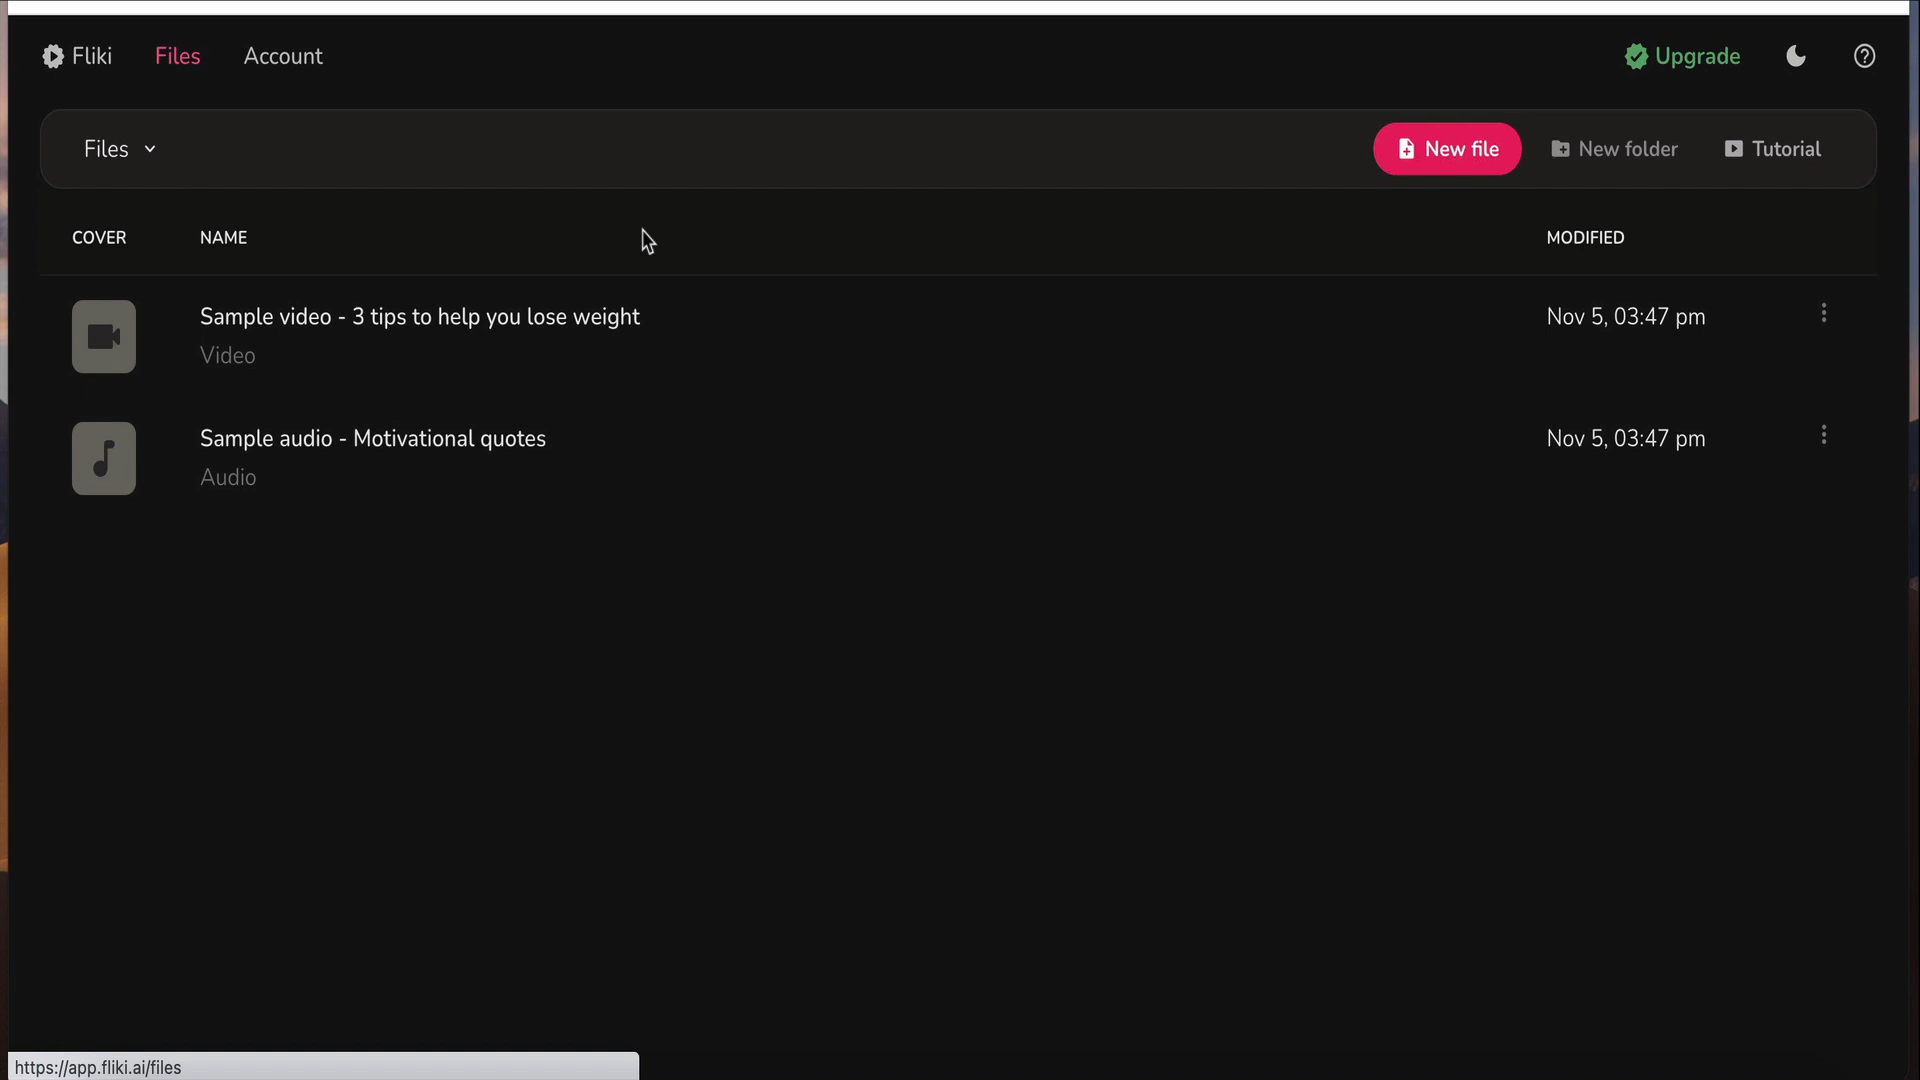 Fliki Files Account Upgrade
Files New file New folder Tutorial
COVER NAME MODIFIED
Sample video - 3 tips to help you lose weight Nov 5, 03:47 pm
Video
Sample audio - Motivational quotes Nov 5, 03:47 pm
Audio
https://app.fliki.ai/files